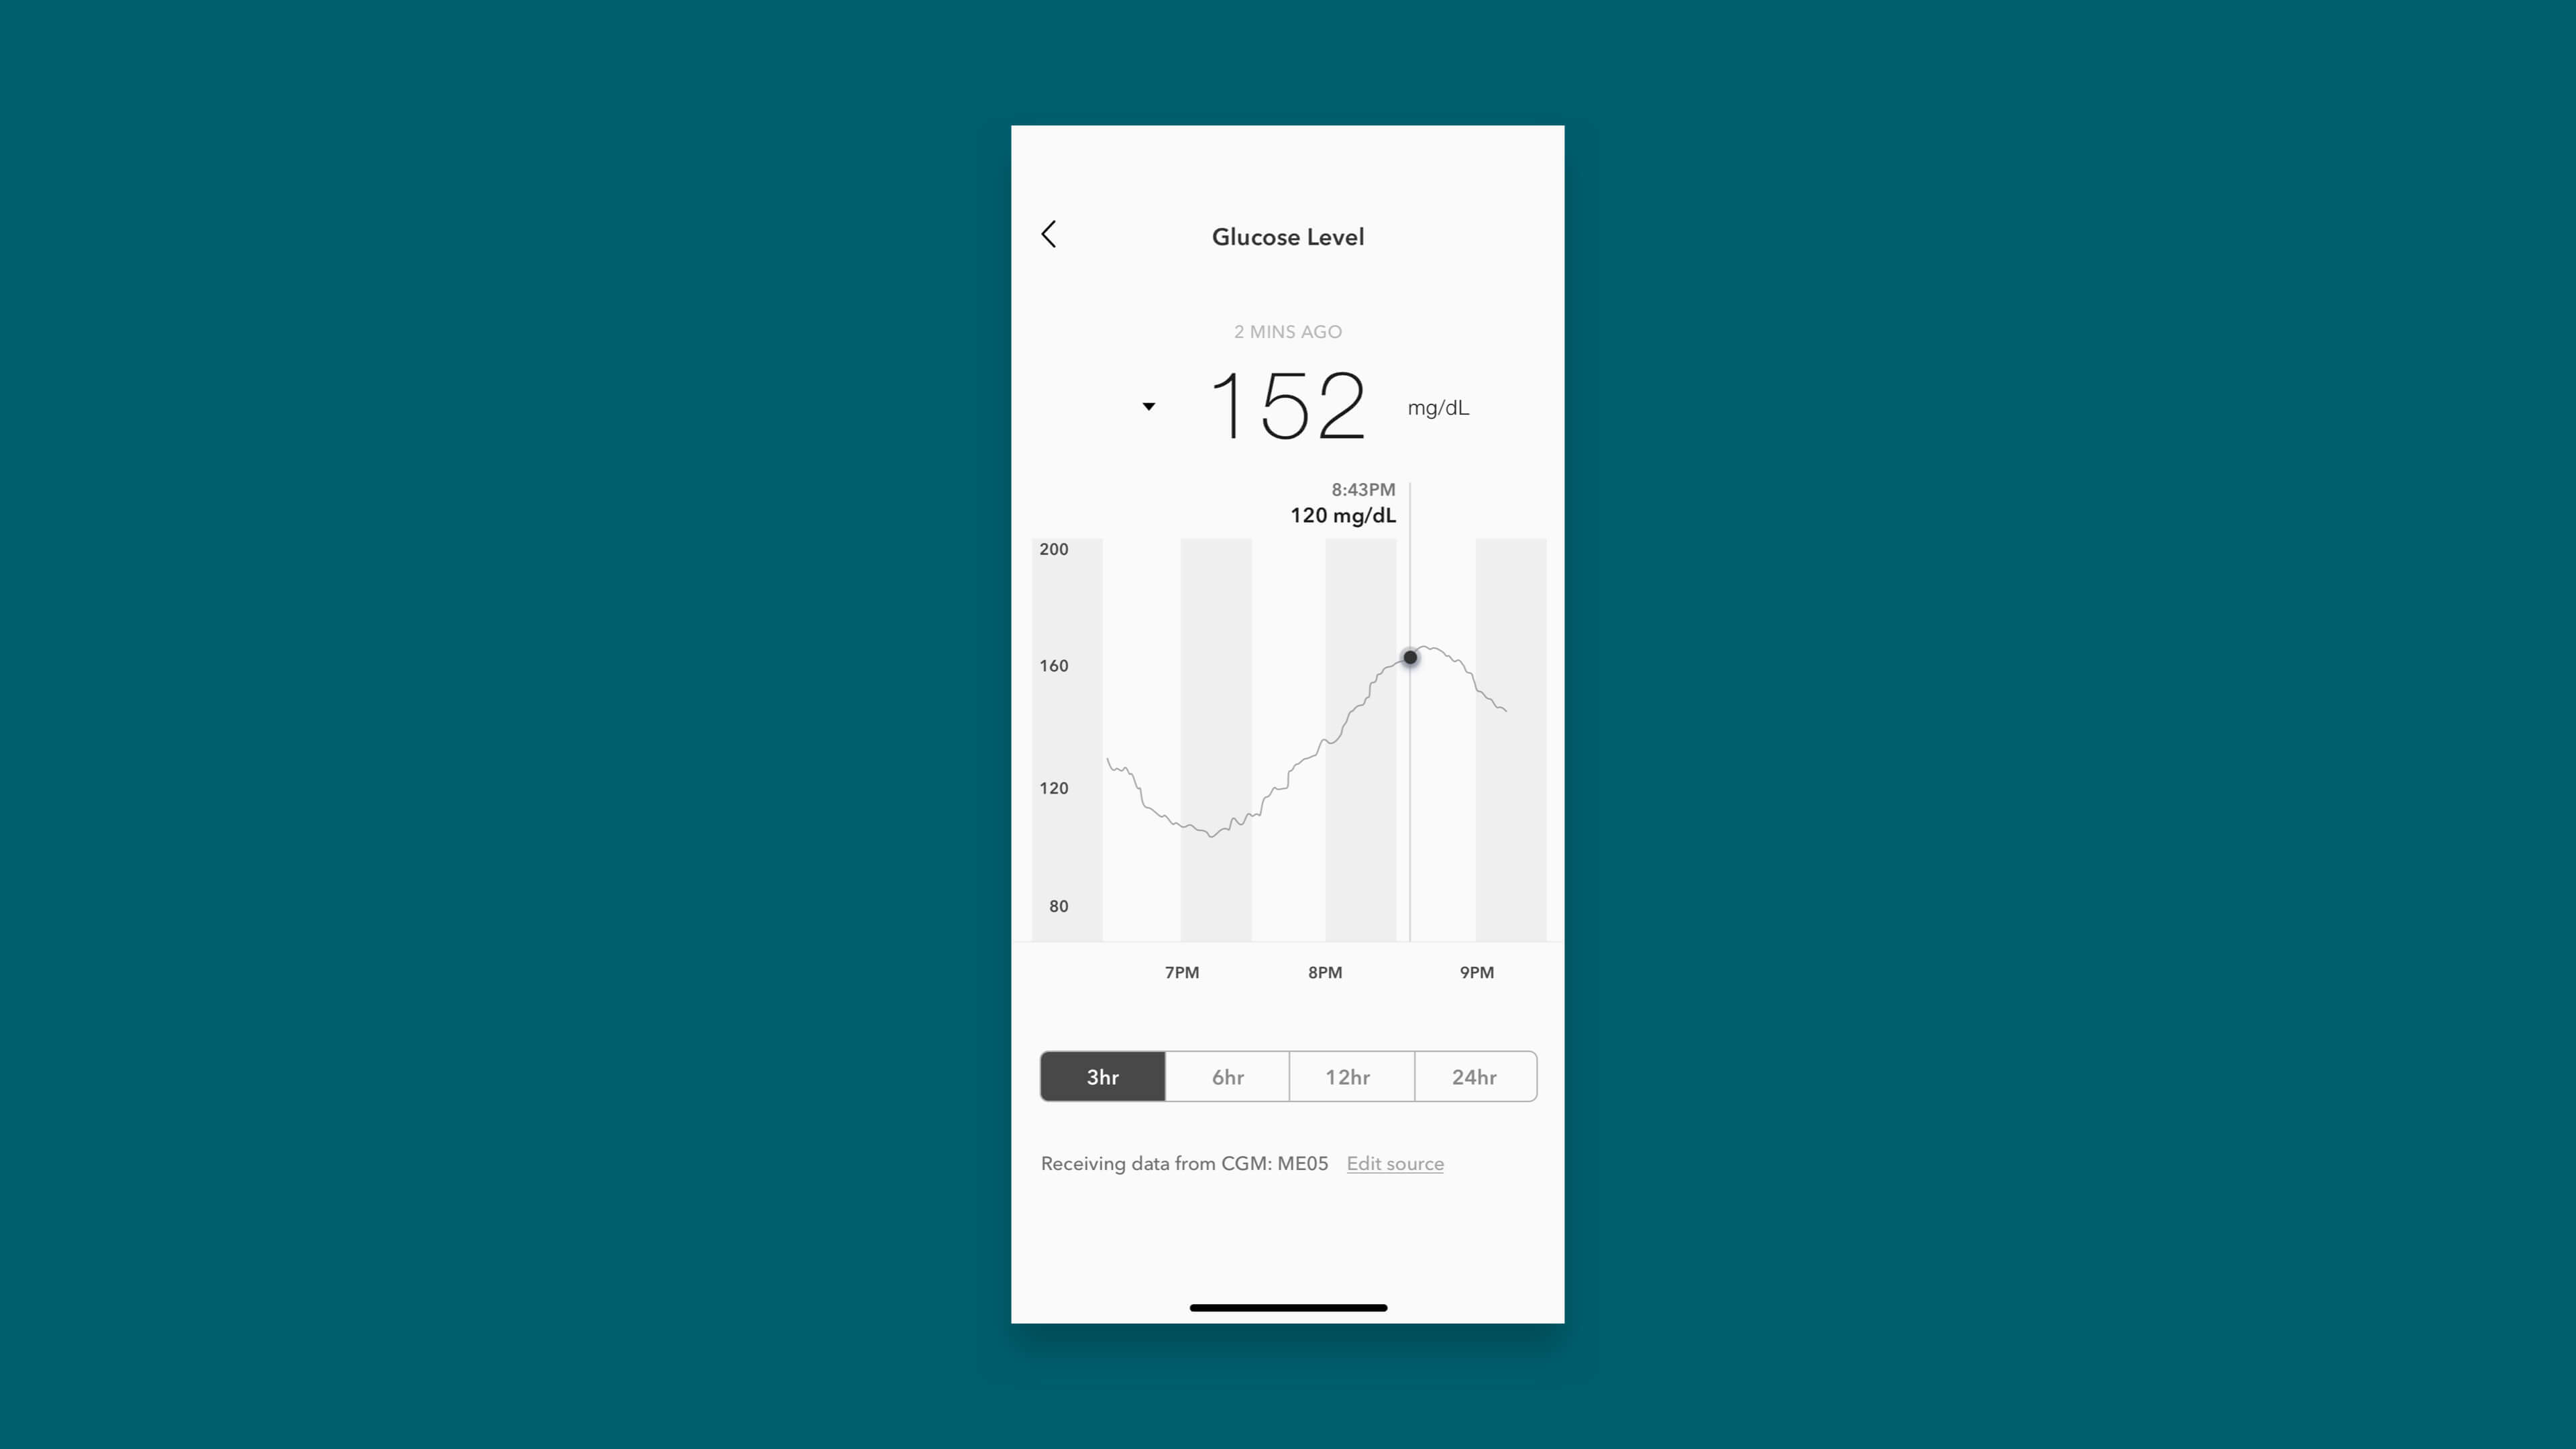 Glucose Level
2 MINS AGO
152 mg/dL
8:43PM
120 mg/dL
200
160
120
80
7PM 8PM 9PM
3hr 6hr 12hr 24hr
Receiving data from CGM: ME05 Edit source